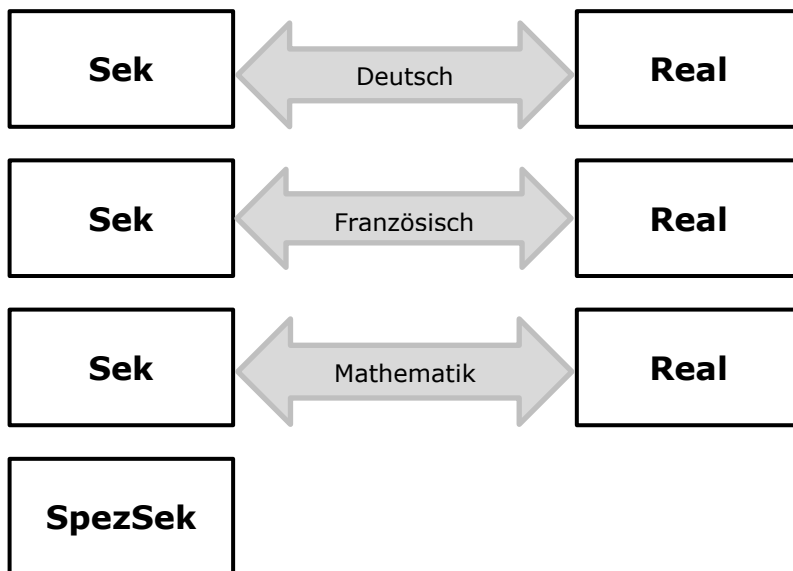 Sek Deutsch Real
Sek Französisch Real
Sek Mathematik Real
SpezSek